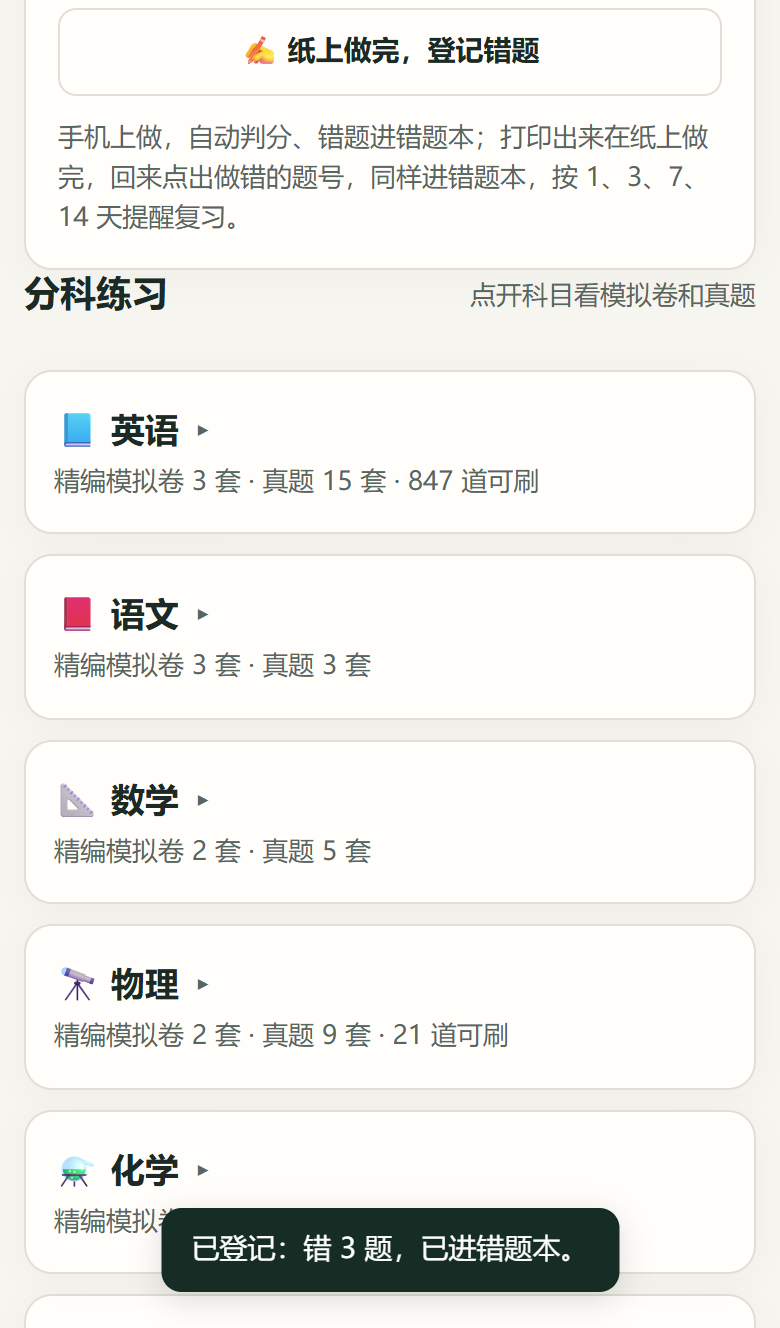 ✍️ 纸上做完，登记错题
手机上做，自动判分、错题进错题本；打印出来在纸上做
完，回来点出做错的题号，同样进错题本，按 1、3、7、
14 天提醒复习。
分科练习
点开科目看模拟卷和真题
英语 ▸
精编模拟卷 3 套 · 真题 15 套 · 847 道可刷
语文 ▸
精编模拟卷 3 套 · 真题 3 套
数学 ▸
精编模拟卷 2 套 · 真题 5 套
物理 ▸
精编模拟卷 2 套 · 真题 9 套 · 21 道可刷
化学 ▸
精编模拟
已登记：错 3 题，已进错题本。